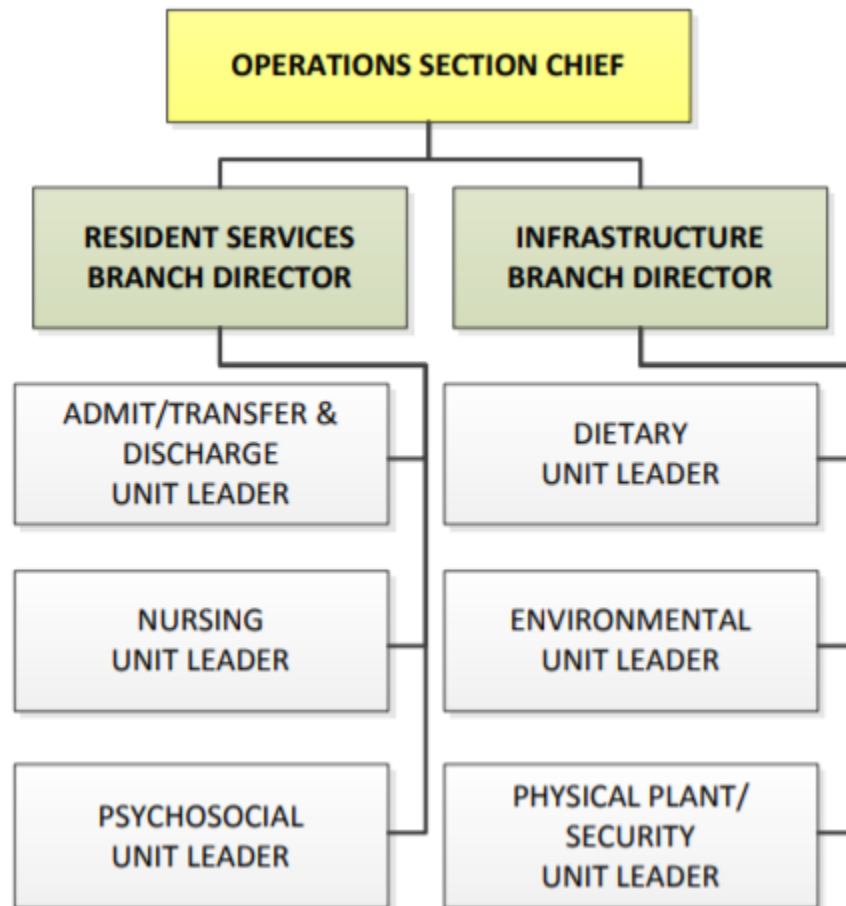 OPERATIONS SECTION CHIEF
RESIDENT SERVICES
BRANCH DIRECTOR
INFRASTRUCTURE
BRANCH DIRECTOR
ADMIT/TRANSFER &
DISCHARGE
UNIT LEADER
DIETARY
UNIT LEADER
NURSING
UNIT LEADER
ENVIRONMENTAL
UNIT LEADER
PSYCHOSOCIAL
UNIT LEADER
PHYSICAL PLANT/
SECURITY
UNIT LEADER